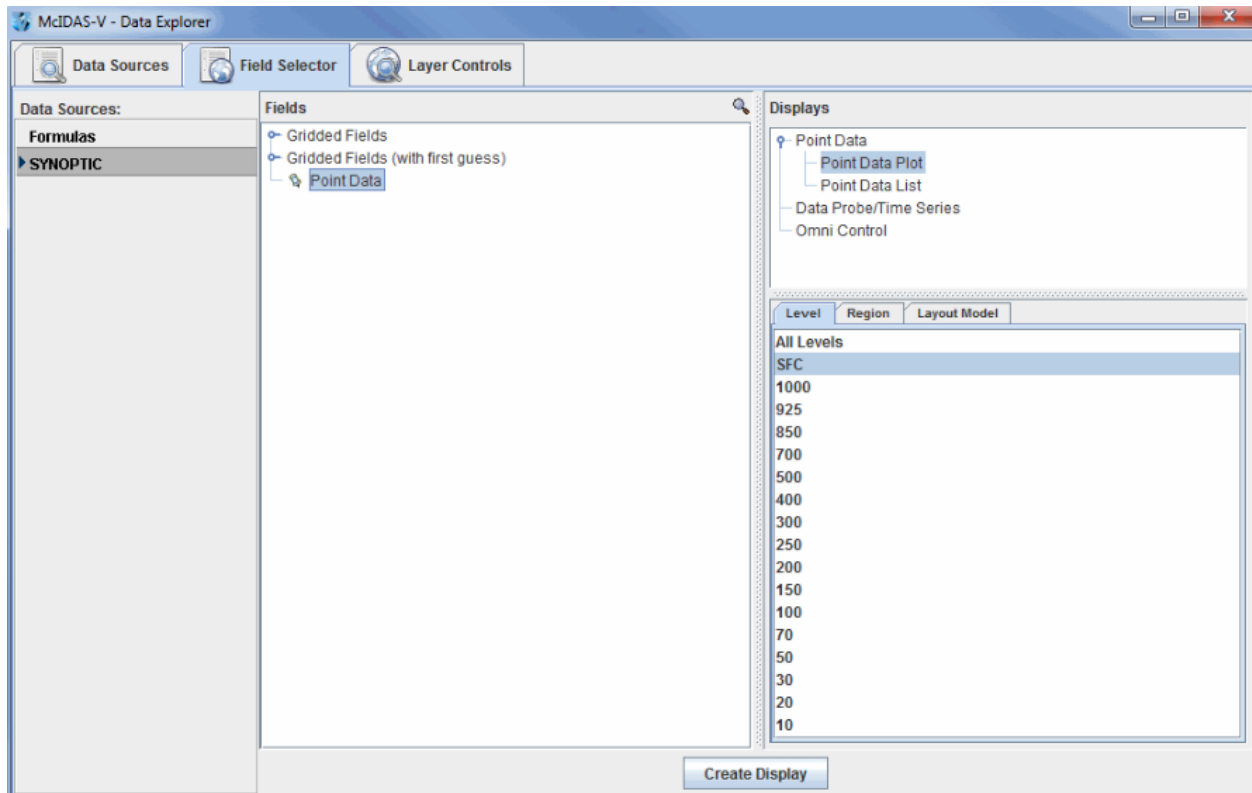 McIDAS-V - Data Explorer
Data Sources
Field Selector
Layer Controls
Data Sources:
Formulas
SYNOPTIC
Fields
Gridded Fields
Gridded Fields (with first guess)
Point Data
Displays
Point Data
Point Data Plot
Point Data List
Data Probe/Time Series
Omni Control
Level
Region
Layout Model
All Levels
SFC
1000
925
850
700
500
400
300
250
200
150
100
70
50
30
20
10
Create Display